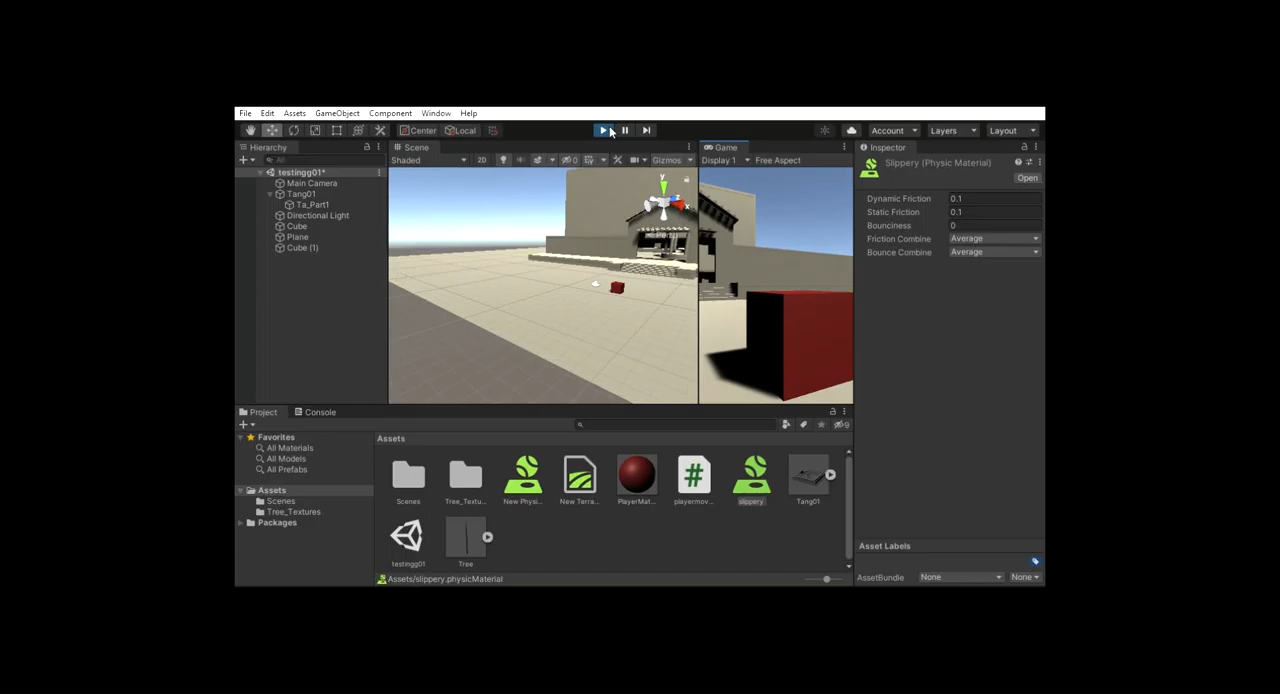 File Edit Assets GameObject Component Window Help
Center Local Account Layers Layout
Hierarchy
All
testingg01*
Main Camera
Tang01
Ta_Part1
Directional Light
Cube
Plane
Cube (1)
Scene
Shaded 2D 0 Gizmos
y
z
x
Persp
Game
Display 1 Free Aspect
Inspector
Slippery (Physic Material)
Open
Dynamic Friction 0.1
Static Friction 0.1
Bounciness 0
Friction Combine Average
Bounce Combine Average
Project Console
9
Favorites
All Materials
All Models
All Prefabs
Assets
Scenes
Tree_Textures
Packages
Assets
Scenes Tree_Textu... New Physi... New Terra... PlayerMat... playermov... slippery Tang01
testingg01 Tree
Assets/slippery.physicMaterial
Asset Labels
AssetBundle None None